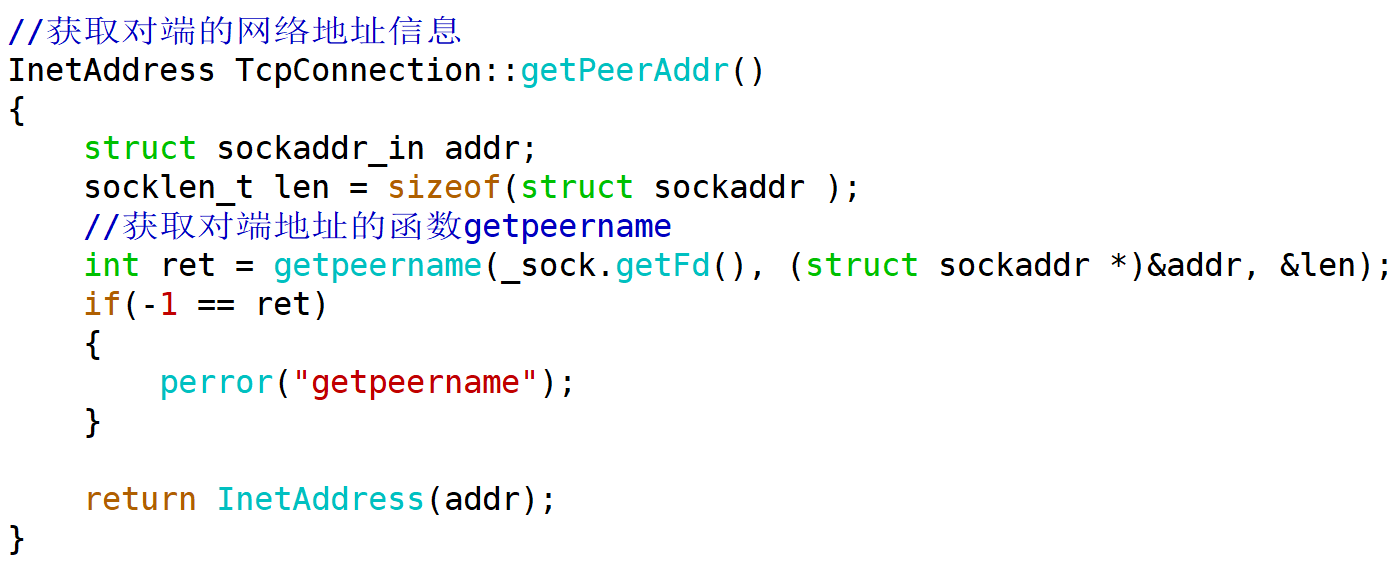 //获取对端的网络地址信息
InetAddress TcpConnection::getPeerAddr()
{
    struct sockaddr_in addr;
    socklen_t len = sizeof(struct sockaddr );
    //获取对端地址的函数getpeername
    int ret = getpeername(_sock.getFd(), (struct sockaddr *)&addr, &len);
    if(-1 == ret)
    {
        perror("getpeername");
    }

    return InetAddress(addr);
}